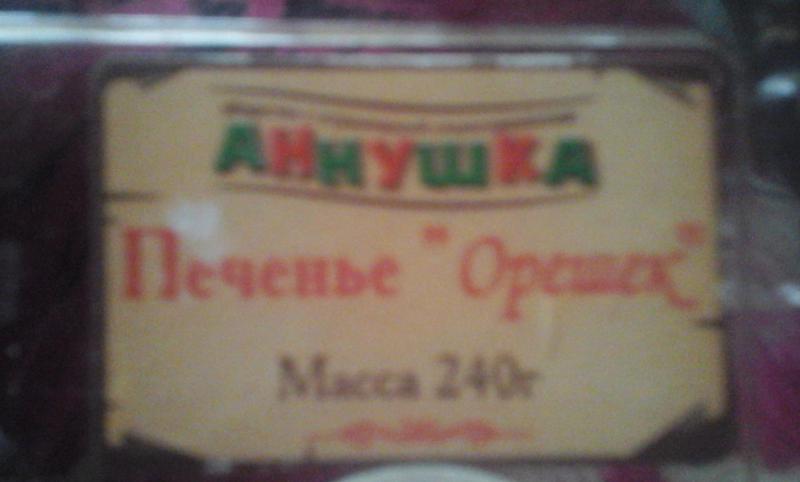 АННУШКА
Печенье "Орешек"
Масса 240г